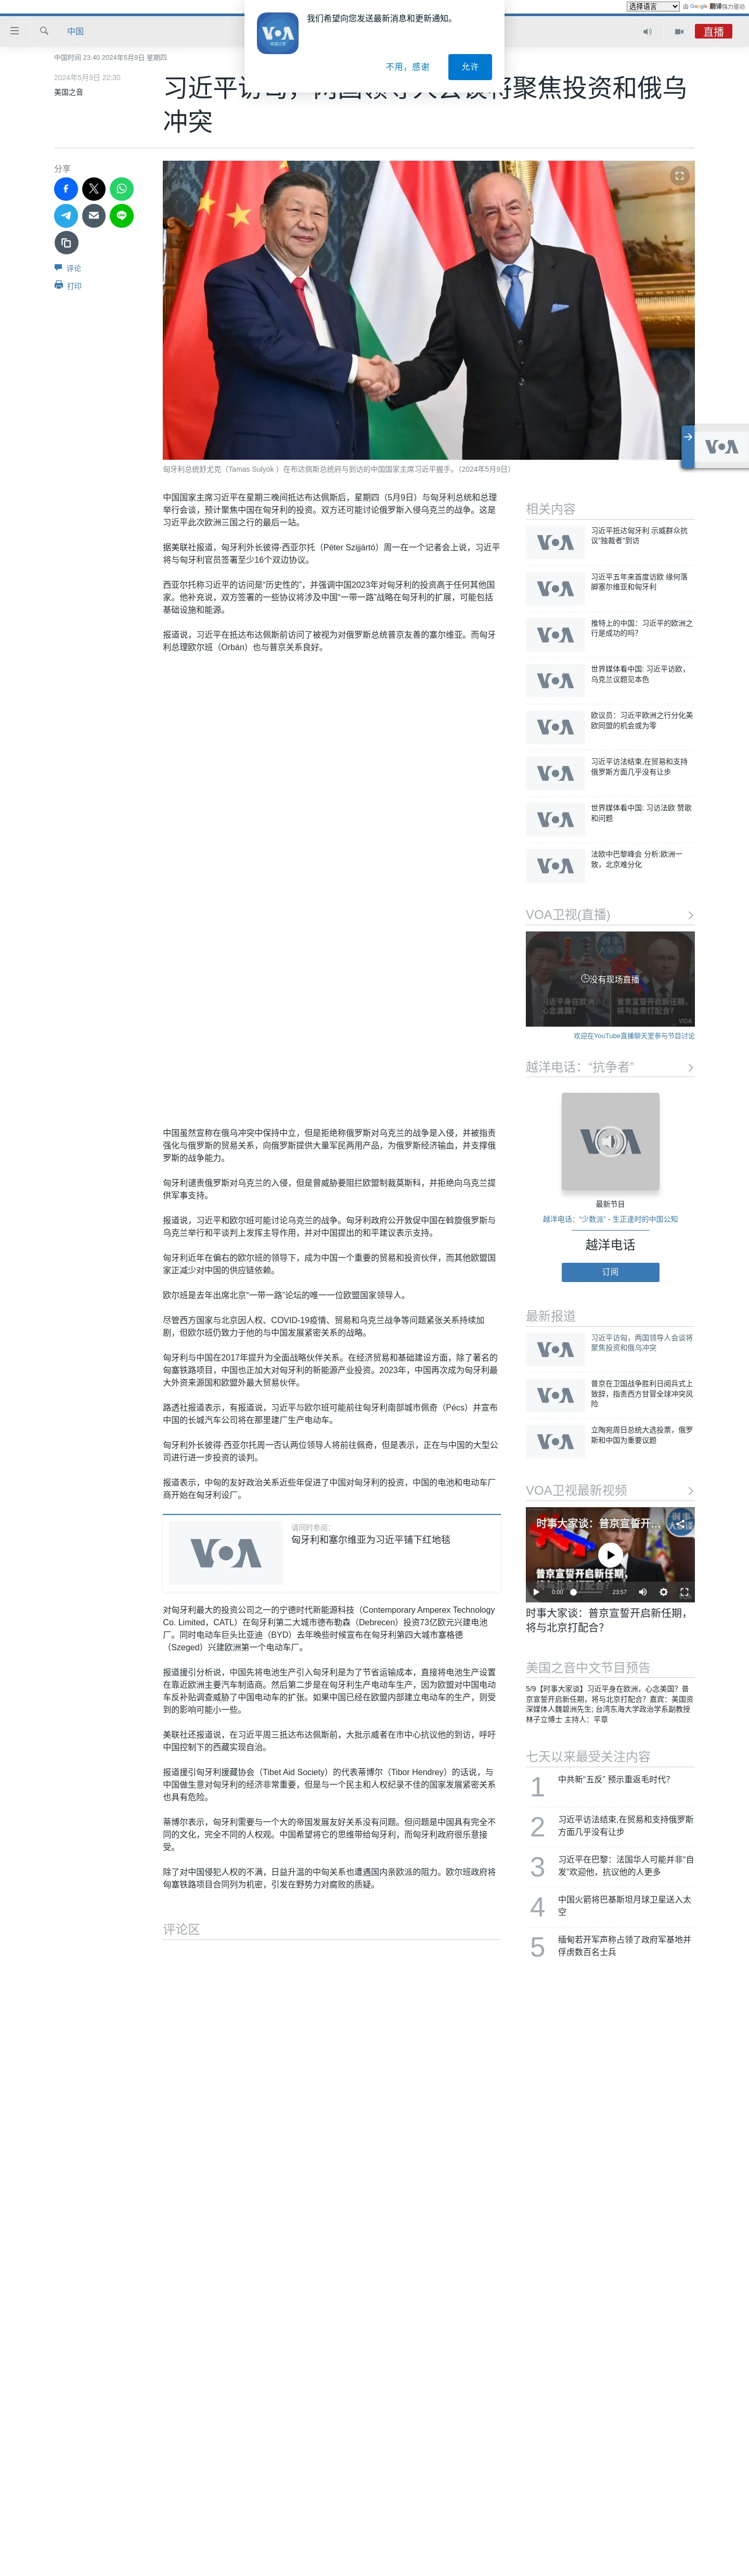 选择语言
由 Google 翻译强力驱动
我们希望向您发送最新消息和更新通知。
不用，感谢
允许
VOA
中国
直播
中国时间 23:40 2024年5月9日 星期四
2024年5月9日 22:30
美国之音
冲突
分享
评论
打印
匈牙利总统舒尤克（Tamas Sulyok ）在布达佩斯总统府与到访的中国国家主席习近平握手。（2024年5月9日）
VOA
中国国家主席习近平在星期三晚间抵达布达佩斯后，星期四（5月9日）与匈牙利总统和总理
举行会谈，预计聚焦中国在匈牙利的投资。双方还可能讨论俄罗斯入侵乌克兰的战争。这是
习近平此次欧洲三国之行的最后一站。
据美联社报道，匈牙利外长彼得·西亚尔托（Péter Szijjártó）周一在一个记者会上说，习近平
将与匈牙利官员签署至少16个双边协议。
西亚尔托称习近平的访问是“历史性的”，并强调中国2023年对匈牙利的投资高于任何其他国
家。他补充说，双方签署的一些协议将涉及中国“一带一路”战略在匈牙利的扩展，可能包括
基础设施和能源。
报道说，习近平在抵达布达佩斯前访问了被视为对俄罗斯总统普京友善的塞尔维亚。而匈牙
利总理欧尔班（Orbán）也与普京关系良好。
中国虽然宣称在俄乌冲突中保持中立，但是拒绝称俄罗斯对乌克兰的战争是入侵，并被指责
强化与俄罗斯的贸易关系，向俄罗斯提供大量军民两用产品，为俄罗斯经济输血，并支撑俄
罗斯的战争能力。
匈牙利谴责俄罗斯对乌克兰的入侵，但是曾威胁要阻拦欧盟制裁莫斯科，并拒绝向乌克兰提
供军事支持。
报道说，习近平和欧尔班可能讨论乌克兰的战争。匈牙利政府公开敦促中国在斡旋俄罗斯与
乌克兰举行和平谈判上发挥主导作用，并对中国提出的和平建议表示支持。
匈牙利近年在偏右的欧尔班的领导下，成为中国一个重要的贸易和投资伙伴，而其他欧盟国
家正减少对中国的供应链依赖。
欧尔班是去年出席北京“一带一路”论坛的唯一一位欧盟国家领导人。
尽管西方国家与北京因人权、COVID-19疫情、贸易和乌克兰战争等问题紧张关系持续加
剧，但欧尔班仍致力于他的与中国发展紧密关系的战略。
匈牙利与中国在2017年提升为全面战略伙伴关系。在经济贸易和基础建设方面，除了著名的
匈塞铁路项目，中国也正加大对匈牙利的新能源产业投资。2023年，中国再次成为匈牙利最
大外资来源国和欧盟外最大贸易伙伴。
路透社报道表示，有报道说，习近平与欧尔班可能前往匈牙利南部城市佩奇（Pécs）并宣布
中国的长城汽车公司将在那里建厂生产电动车。
匈牙利外长彼得·西亚尔托周一否认两位领导人将前往佩奇，但是表示，正在与中国的大型公
司进行进一步投资的谈判。
报道表示，中匈的友好政治关系近些年促进了中国对匈牙利的投资，中国的电池和电动车厂
商开始在匈牙利设厂。
VOA
请同时参阅：
匈牙利和塞尔维亚为习近平铺下红地毯
对匈牙利最大的投资公司之一的宁德时代新能源科技（Contemporary Amperex Technology
Co. Limited，CATL）在匈牙利第二大城市德布勒森（Debrecen）投资73亿欧元兴建电池
厂。同时电动车巨头比亚迪（BYD）去年晚些时候宣布在匈牙利第四大城市塞格德
（Szeged）兴建欧洲第一个电动车厂。
报道援引分析说，中国先将电池生产引入匈牙利是为了节省运输成本，直接将电池生产设置
在靠近欧洲主要汽车制造商。然后第二步是在匈牙利生产电动车生产，因为欧盟对中国电动
车反补贴调查威胁了中国电动车的扩张。如果中国已经在欧盟内部建立电动车的生产，则受
到的影响可能小一些。
美联社还报道说，在习近平周三抵达布达佩斯前，大批示威者在市中心抗议他的到访，呼吁
中国控制下的西藏实现自治。
报道援引匈牙利援藏协会（Tibet Aid Society）的代表蒂博尔（Tibor Hendrey）的话说，与
中国做生意对匈牙利的经济非常重要，但是与一个民主和人权纪录不佳的国家发展紧密关系
也具有危险。
蒂博尔表示，匈牙利需要与一个大的帝国发展友好关系没有问题。但问题是中国具有完全不
同的文化，完全不同的人权观。中国希望将它的思维带给匈牙利，而匈牙利政府很乐意接
受。
除了对中国侵犯人权的不满，日益升温的中匈关系也遭遇国内亲欧派的阻力。欧尔班政府将
匈塞铁路项目合同列为机密，引发在野势力对腐败的质疑。
评论区
相关内容
VOA
习近平抵达匈牙利 示威群众抗
议“独裁者”到访
VOA
习近平五年来首度访欧 缘何落
脚塞尔维亚和匈牙利
VOA
推特上的中国：习近平的欧洲之
行是成功的吗？
VOA
世界媒体看中国: 习近平访欧，
乌克兰议题见本色
VOA
欧议员：习近平欧洲之行分化美
欧同盟的机会或为零
VOA
习近平访法结束,在贸易和支持
俄罗斯方面几乎没有让步
VOA
世界媒体看中国: 习访法欧 赞歌
和问题
VOA
法欧中巴黎峰会 分析:欧洲一
致，北京难分化
VOA卫视(直播)
没有现场直播
习近平身在欧洲，
心念美国？
普京宣誓开启新任期，
将与北京打配合？
VOA
欢迎在YouTube直播聊天室参与节目讨论
越洋电话：“抗争者”
VOA
最新节目
越洋电话：“少数派” - 生正逢时的中国公知
越洋电话
订阅
最新报道
VOA
习近平访匈，两国领导人会谈将
聚焦投资和俄乌冲突
VOA
普京在卫国战争胜利日阅兵式上
致辞，指责西方甘冒全球冲突风
险
VOA
立陶宛周日总统大选投票，俄罗
斯和中国为重要议题
VOA卫视最新视频
时事大家谈：普京宣誓开…
普京宣誓开启新任期，
将与北京打配合？
0:00
23:57
时事大家谈：普京宣誓开启新任期，
将与北京打配合？
美国之音中文节目预告
5/9【时事大家谈】习近平身在欧洲，心念美国？普
京宣誓开启新任期，将与北京打配合？嘉宾：美国资
深媒体人魏碧洲先生; 台湾东海大学政治学系副教授
林子立博士 主持人：平章
七天以来最受关注内容
1
中共新“五反” 预示重返毛时代？
2
习近平访法结束,在贸易和支持俄罗斯
方面几乎没有让步
3
习近平在巴黎：法国华人可能并非“自
发”欢迎他，抗议他的人更多
4
中国火箭将巴基斯坦月球卫星送入太
空
5
缅甸若开军声称占领了政府军基地并
俘虏数百名士兵